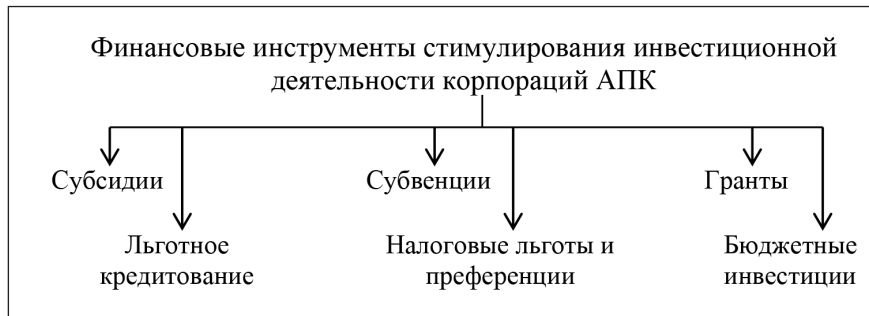 Финансовые инструменты стимулирования инвестиционной
деятельности корпораций АПК
Субсидии
Субвенции
Гранты
Льготное
кредитование
Налоговые льготы и
преференции
Бюджетные
инвестиции